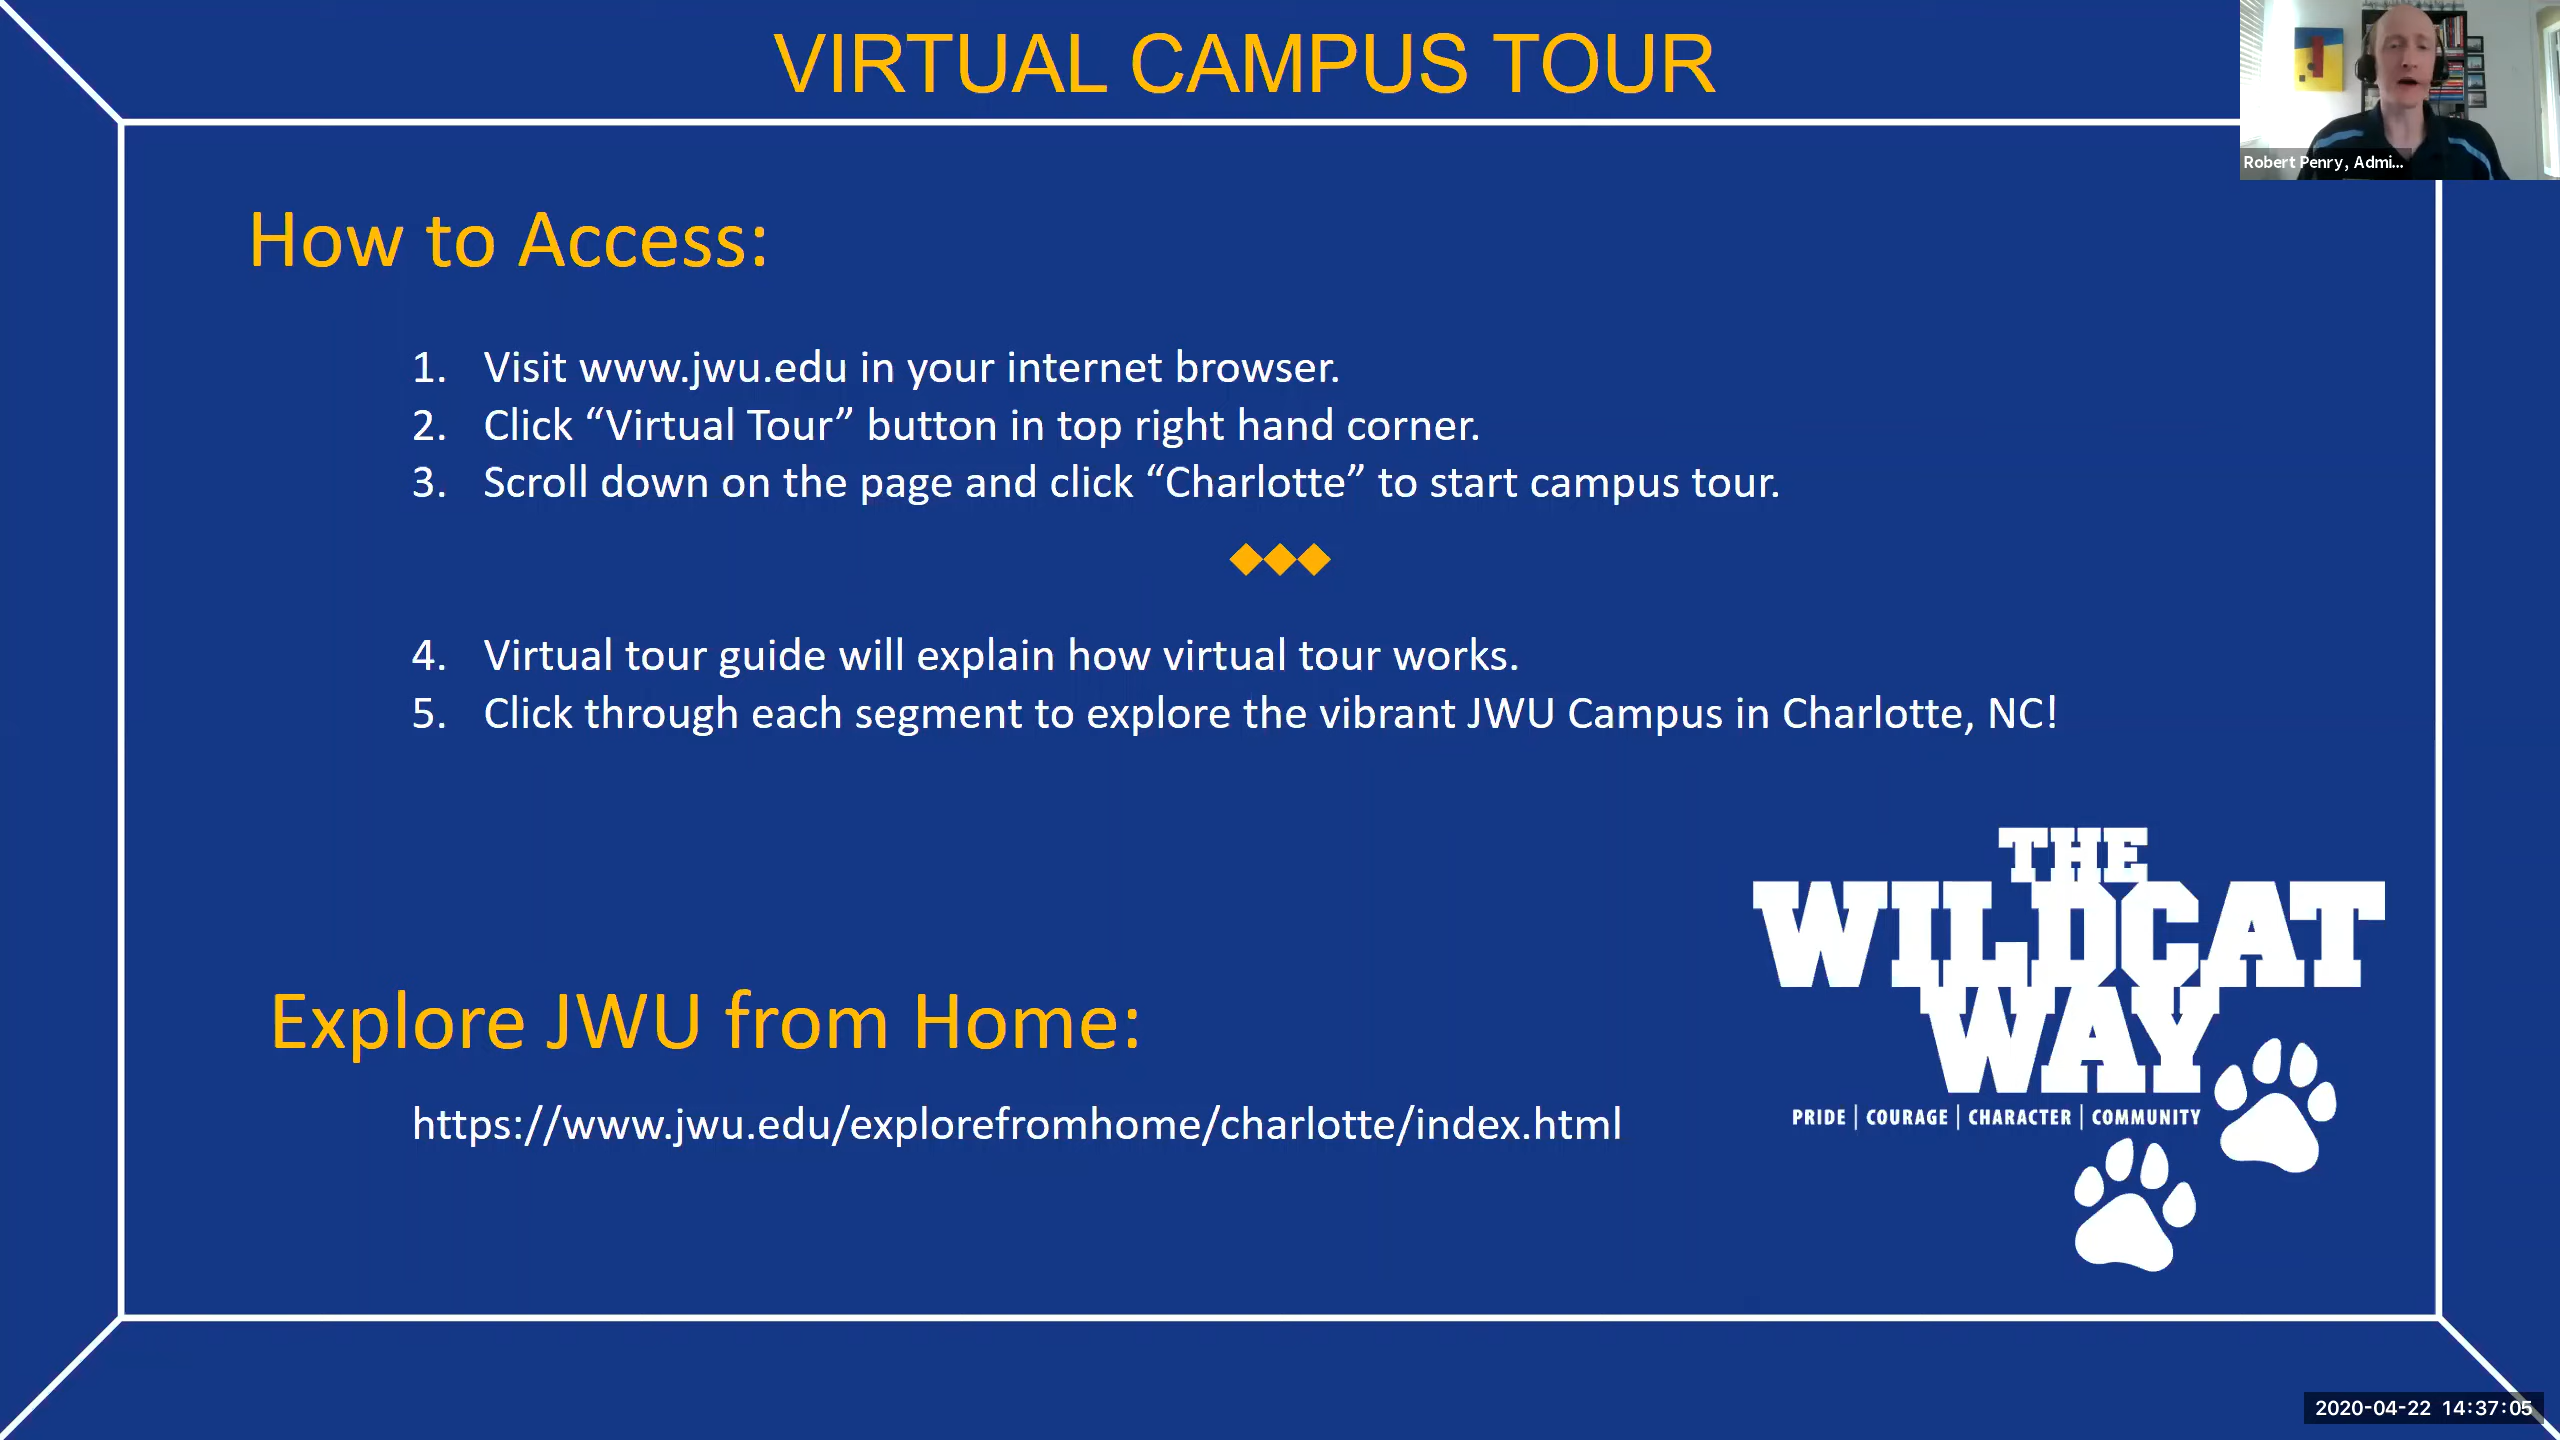 VIRTUAL CAMPUS TOUR
Robert Penry, Admi...
How to Access:
1. Visit www.jwu.edu in your internet browser.
2. Click “Virtual Tour” button in top right hand corner.
3. Scroll down on the page and click “Charlotte” to start campus tour.
4. Virtual tour guide will explain how virtual tour works.
5. Click through each segment to explore the vibrant JWU Campus in Charlotte, NC!
THE
WILDCAT
WAY
PRIDE | COURAGE | CHARACTER | COMMUNITY
Explore JWU from Home:
https://www.jwu.edu/explorefromhome/charlotte/index.html
2020-04-22 14:37:05